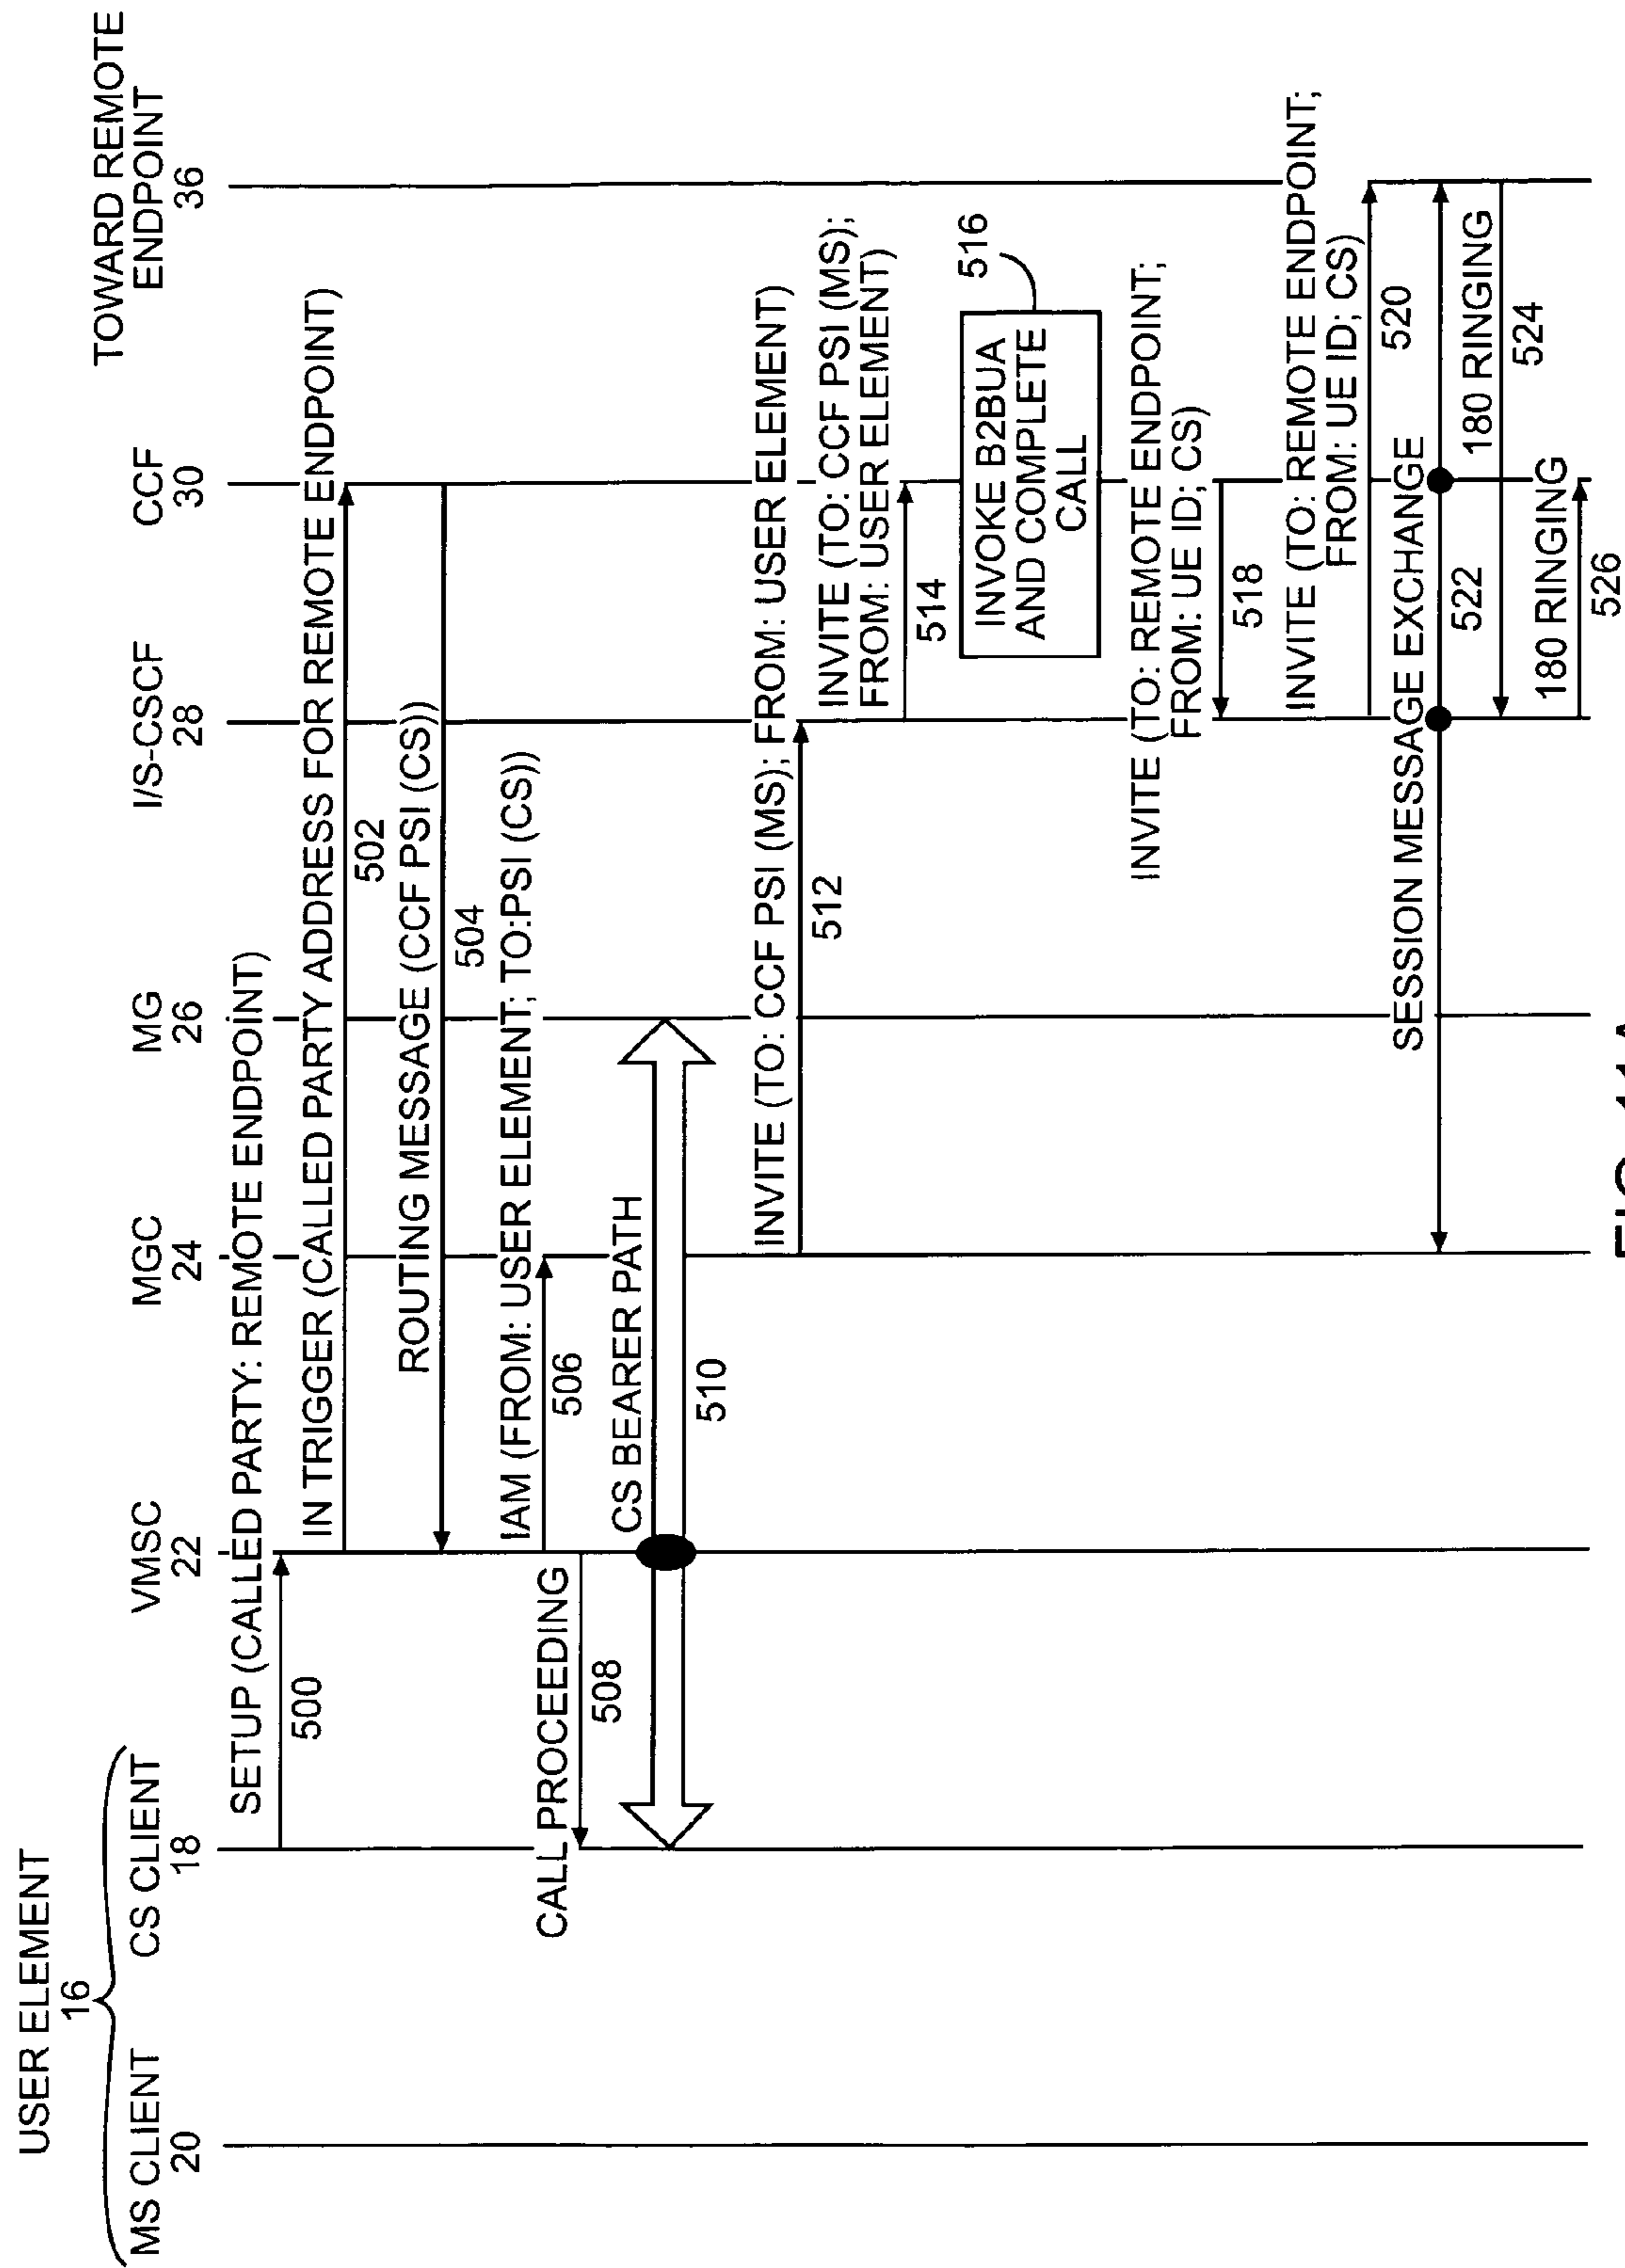 USER ELEMENT
16
MS CLIENT
20
CS CLIENT
18
VMSC
22
MGC
24
MG
26
I/S-CSCF
28
CCF
30
TOWARD REMOTE
ENDPOINT
36
SETUP (CALLED PARTY: REMOTE ENDPOINT)
500
IN TRIGGER (CALLED PARTY ADDRESS FOR REMOTE ENDPOINT)
502
ROUTING MESSAGE (CCF PSI (CS))
504
IAM (FROM: USER ELEMENT; TO:PSI (CS))
506
CALL PROCEEDING
508
CS BEARER PATH
510
INVITE (TO: CCF PSI (MS); FROM: USER ELEMENT)
512
INVITE (TO: CCF PSI (MS);
FROM: USER ELEMENT)
514
INVOKE B2BUA
AND COMPLETE
CALL
516
INVITE (TO: REMOTE ENDPOINT;
FROM: UE ID; CS)
518
INVITE (TO: REMOTE ENDPOINT;
FROM: UE ID; CS)
520
SESSION MESSAGE EXCHANGE
522
180 RINGING
524
180 RINGING
526